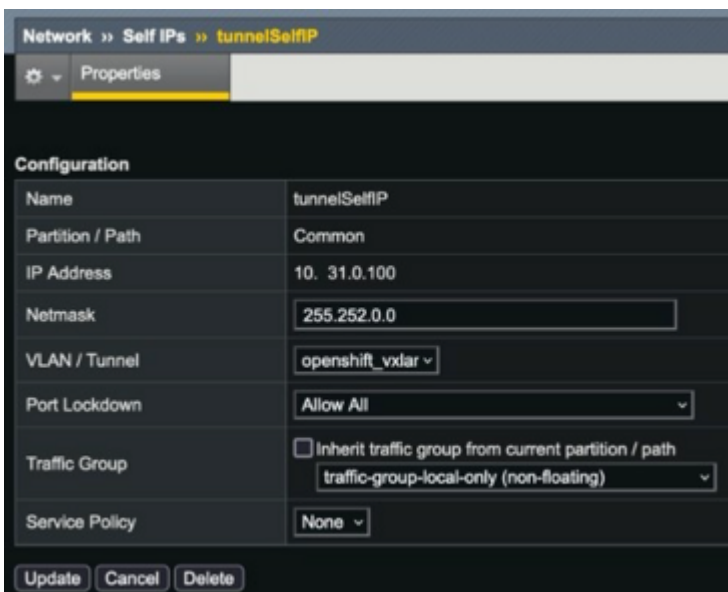 Network » Self IPs » tunnelSelfIP
Properties
Configuration
Name tunnelSelfIP
Partition / Path Common
IP Address 10. 31.0.100
Netmask 255.252.0.0
VLAN / Tunnel openshift_vxlar
Port Lockdown Allow All
Inherit traffic group from current partition / path
Traffic Group
traffic-group-local-only (non-floating)
Service Policy None
Update Cancel Delete